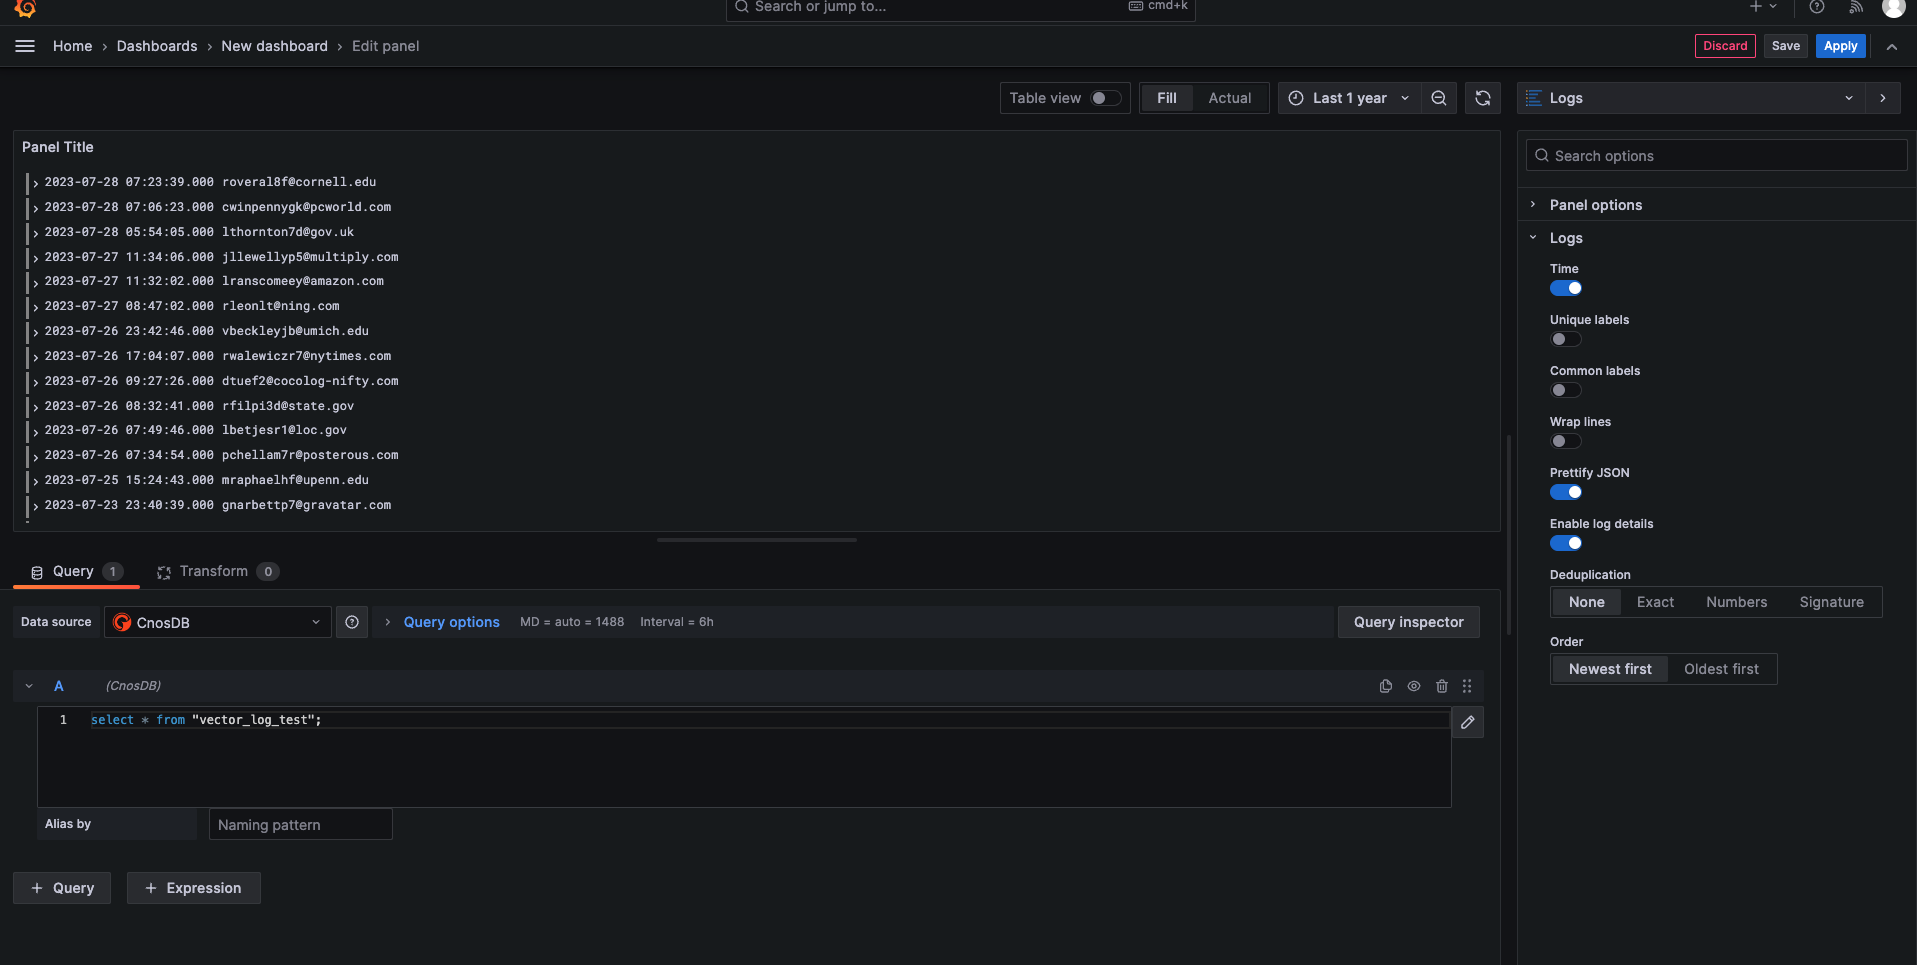 Search or jump to...
cmd+k
Home › Dashboards › New dashboard › Edit panel
Discard
Save
Apply
Table view
Fill
Actual
Last 1 year
Logs
Panel Title
2023-07-28 07:23:39.000 roveral8f@cornell.edu
2023-07-28 07:06:23.000 cwinpennygk@pcworld.com
2023-07-28 05:54:05.000 lthornton7d@gov.uk
2023-07-27 11:34:06.000 jllewellyp5@multiply.com
2023-07-27 11:32:02.000 lranscomeey@amazon.com
2023-07-27 08:47:02.000 rleonlt@ning.com
2023-07-26 23:42:46.000 vbeckleyjb@umich.edu
2023-07-26 17:04:07.000 rwalewiczr7@nytimes.com
2023-07-26 09:27:26.000 dtuef2@cocolog-nifty.com
2023-07-26 08:32:41.000 rfilpi3d@state.gov
2023-07-26 07:49:46.000 lbetjesr1@loc.gov
2023-07-26 07:34:54.000 pchellam7r@posterous.com
2023-07-25 15:24:43.000 mraphaelhf@upenn.edu
2023-07-23 23:40:39.000 gnarbettp7@gravatar.com
Query 1
Transform 0
Data source
CnosDB
Query options
MD = auto = 1488
Interval = 6h
Query inspector
A
(CnosDB)
1 select * from "vector_log_test";
Alias by
Naming pattern
+ Query
+ Expression
Search options
Panel options
Logs
Time
Unique labels
Common labels
Wrap lines
Prettify JSON
Enable log details
Deduplication
None
Exact
Numbers
Signature
Order
Newest first
Oldest first